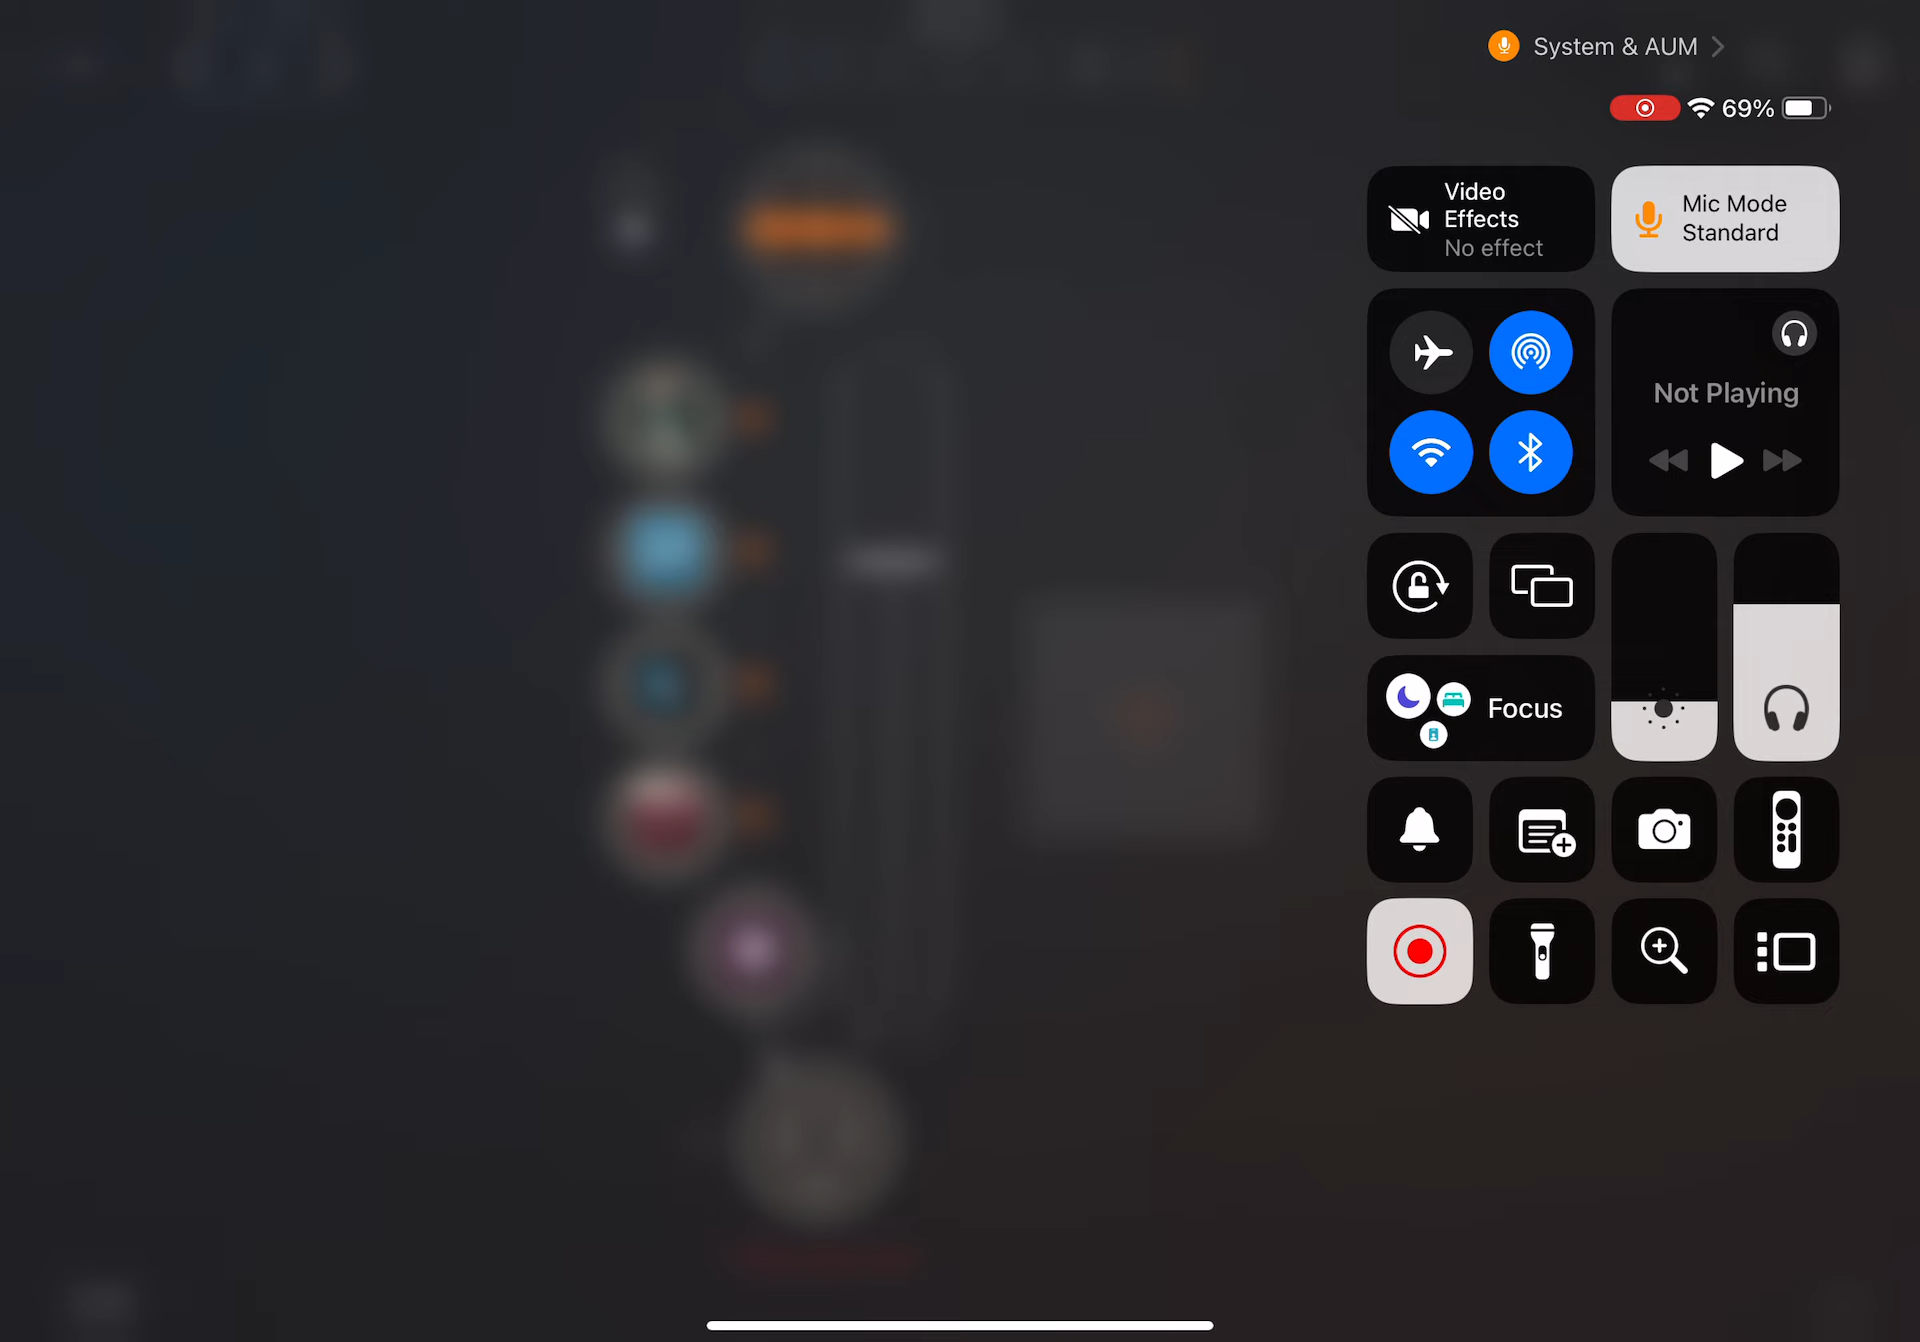 System & AUM
69%
Video
Effects
No effect
Mic Mode
Standard
Not Playing
Focus